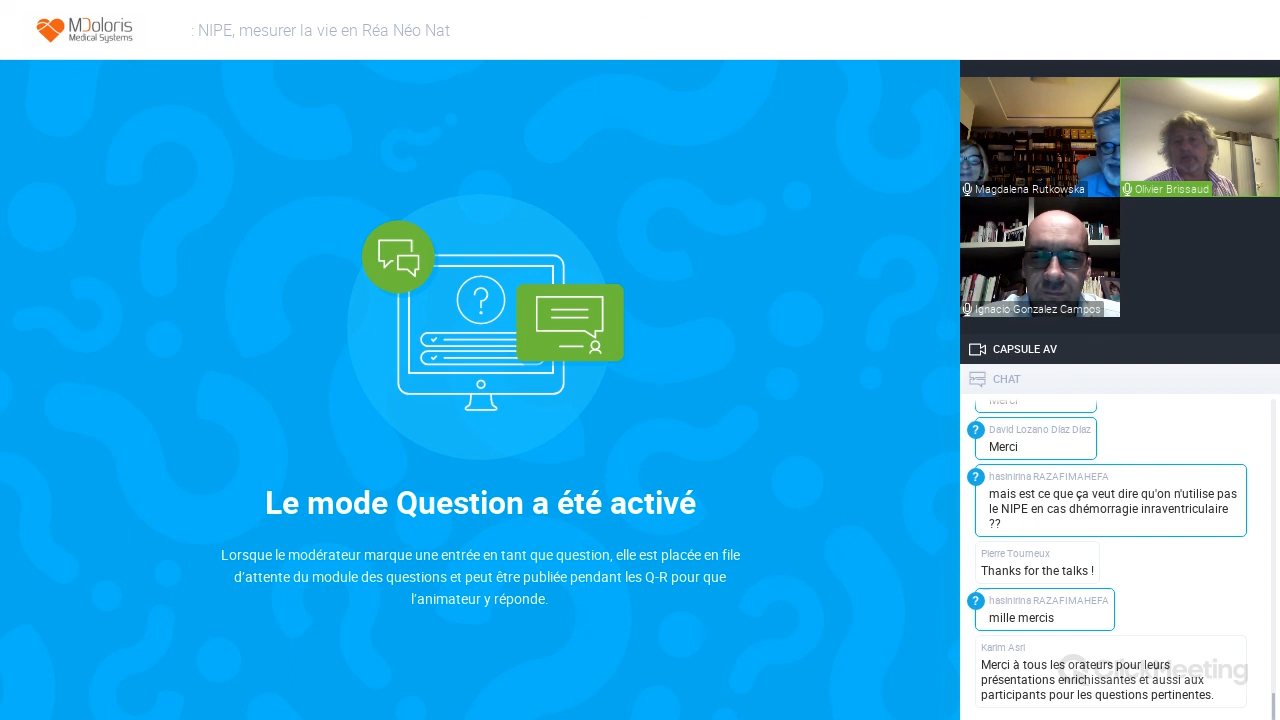 MDoloris
Medical Systems
: NIPE, mesurer la vie en Réa Néo Nat
Le mode Question a été activé
Lorsque le modérateur marque une entrée en tant que question, elle est placée en file
d'attente du module des questions et peut être publiée pendant les Q-R pour que
l'animateur y réponde.
Magdalena Rutkowska
Olivier Brissaud
Ignacio González Campos
CAPSULE AV
CHAT
Merci
David Lozano Díaz Díaz
Merci
hasinirina RAZAFIMAHEFA
mais est ce que ça veut dire qu'on n'utilise pas
le NIPE en cas dhémorragie inraventriculaire
??
Pierre Tourneux
Thanks for the talks !
hasinirina RAZAFIMAHEFA
mille mercis
Karim Asri
Merci à tous les orateurs pour leurs
présentations enrichissantes et aussi aux
participants pour les questions pertinentes.
ClickMeeting